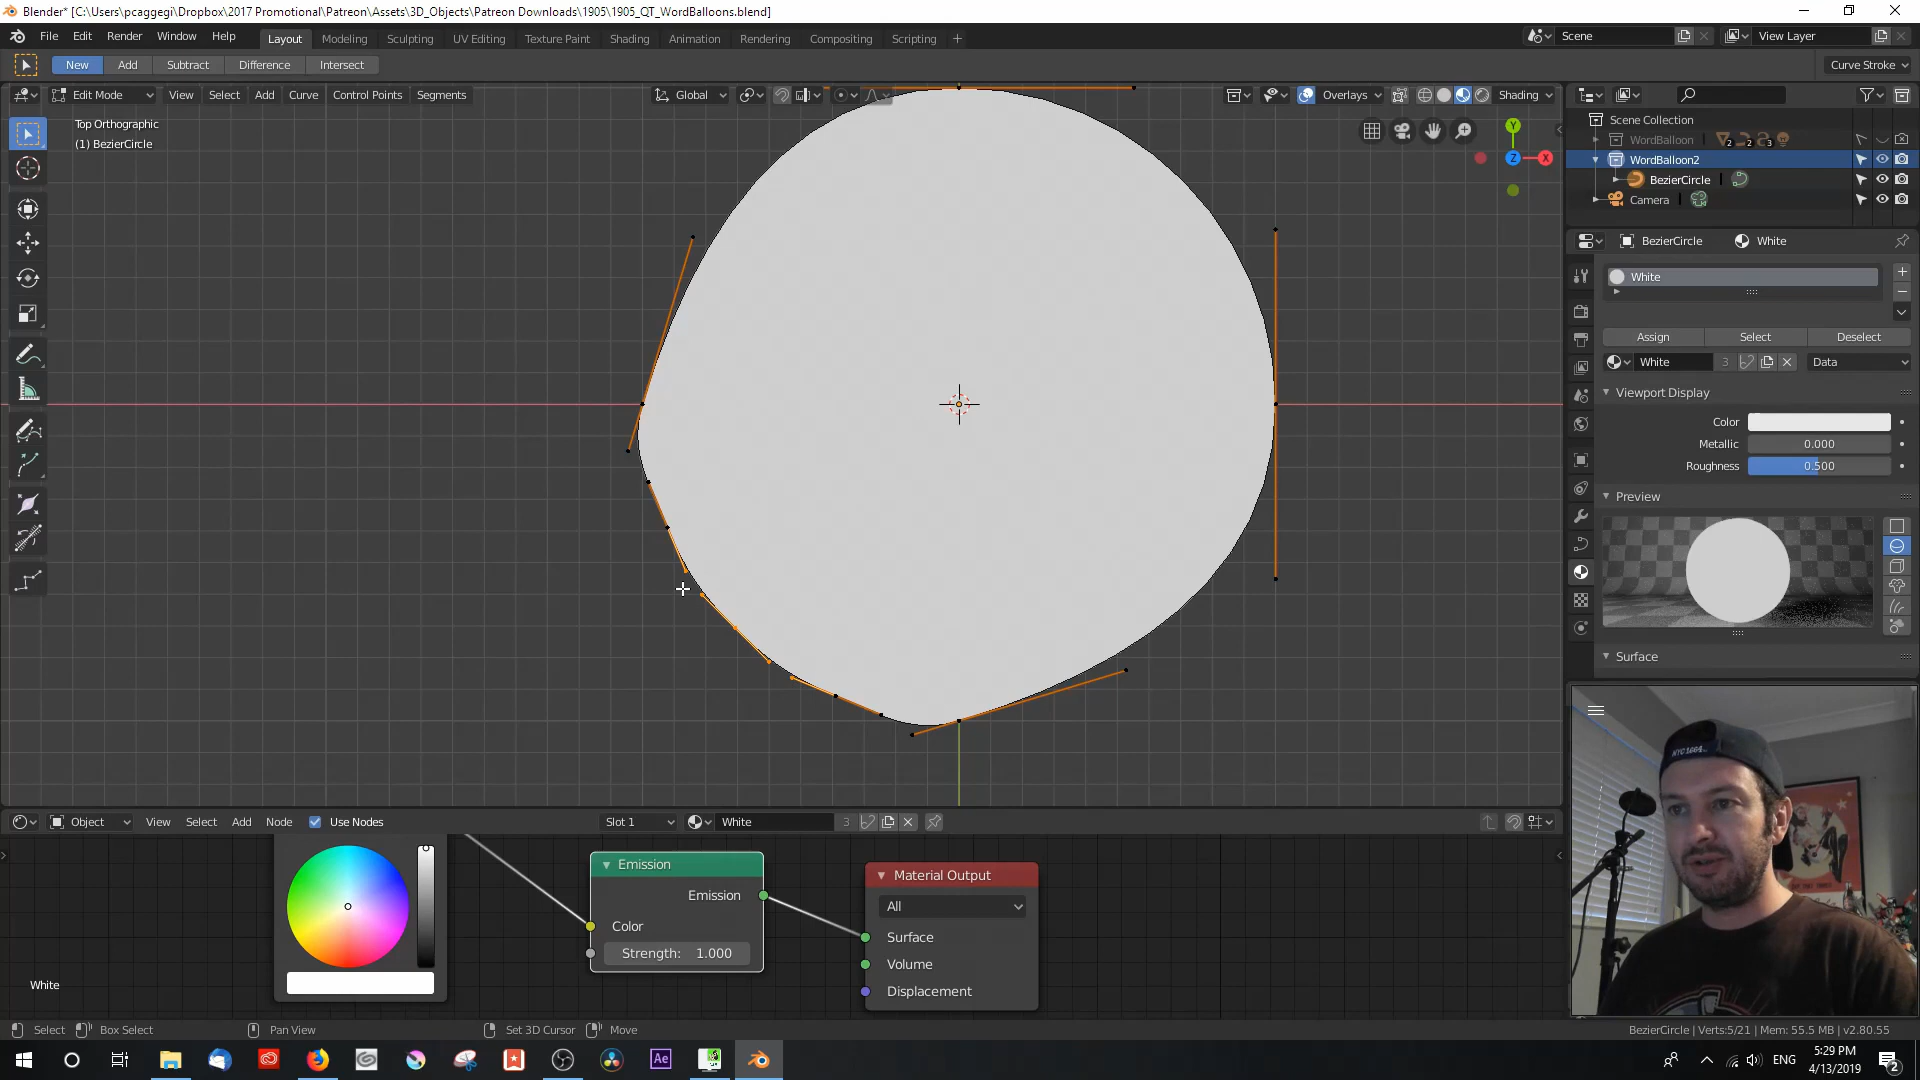 Blender* [C:\Users\pcaggegi\Dropbox\2017 Promotional\Patreon\Assets\3D_Objects\Patreon Downloads\1905\1905_QT_WordBalloons.blend]
File Edit Render Window Help Layout Modeling Sculpting UV Editing Texture Paint Shading Animation Rendering Compositing Scripting + Scene View Layer
New Add Subtract Difference Intersect Curve Stroke
Edit Mode View Select Add Curve Control Points Segments Global Overlays Shading
Top Orthographic
(1) BezierCircle
Y
Z X
Scene Collection
WordBalloon 2 2 3
WordBalloon2
BezierCircle
Camera
BezierCircle White
White
Assign Select Deselect
White 3 Data
Viewport Display
Color
Metallic 0.000
Roughness 0.500
Preview
Surface
Object View Select Add Node Use Nodes Slot 1 White 3
Emission
Emission
Color
Strength: 1.000
Material Output
All
Surface
Volume
Displacement
White
Select Box Select Pan View Set 3D Cursor Move BezierCircle | Verts:5/21 | Mem: 55.5 MB | v2.80.55
Ae ENG 5:29 PM
4/13/2019
2